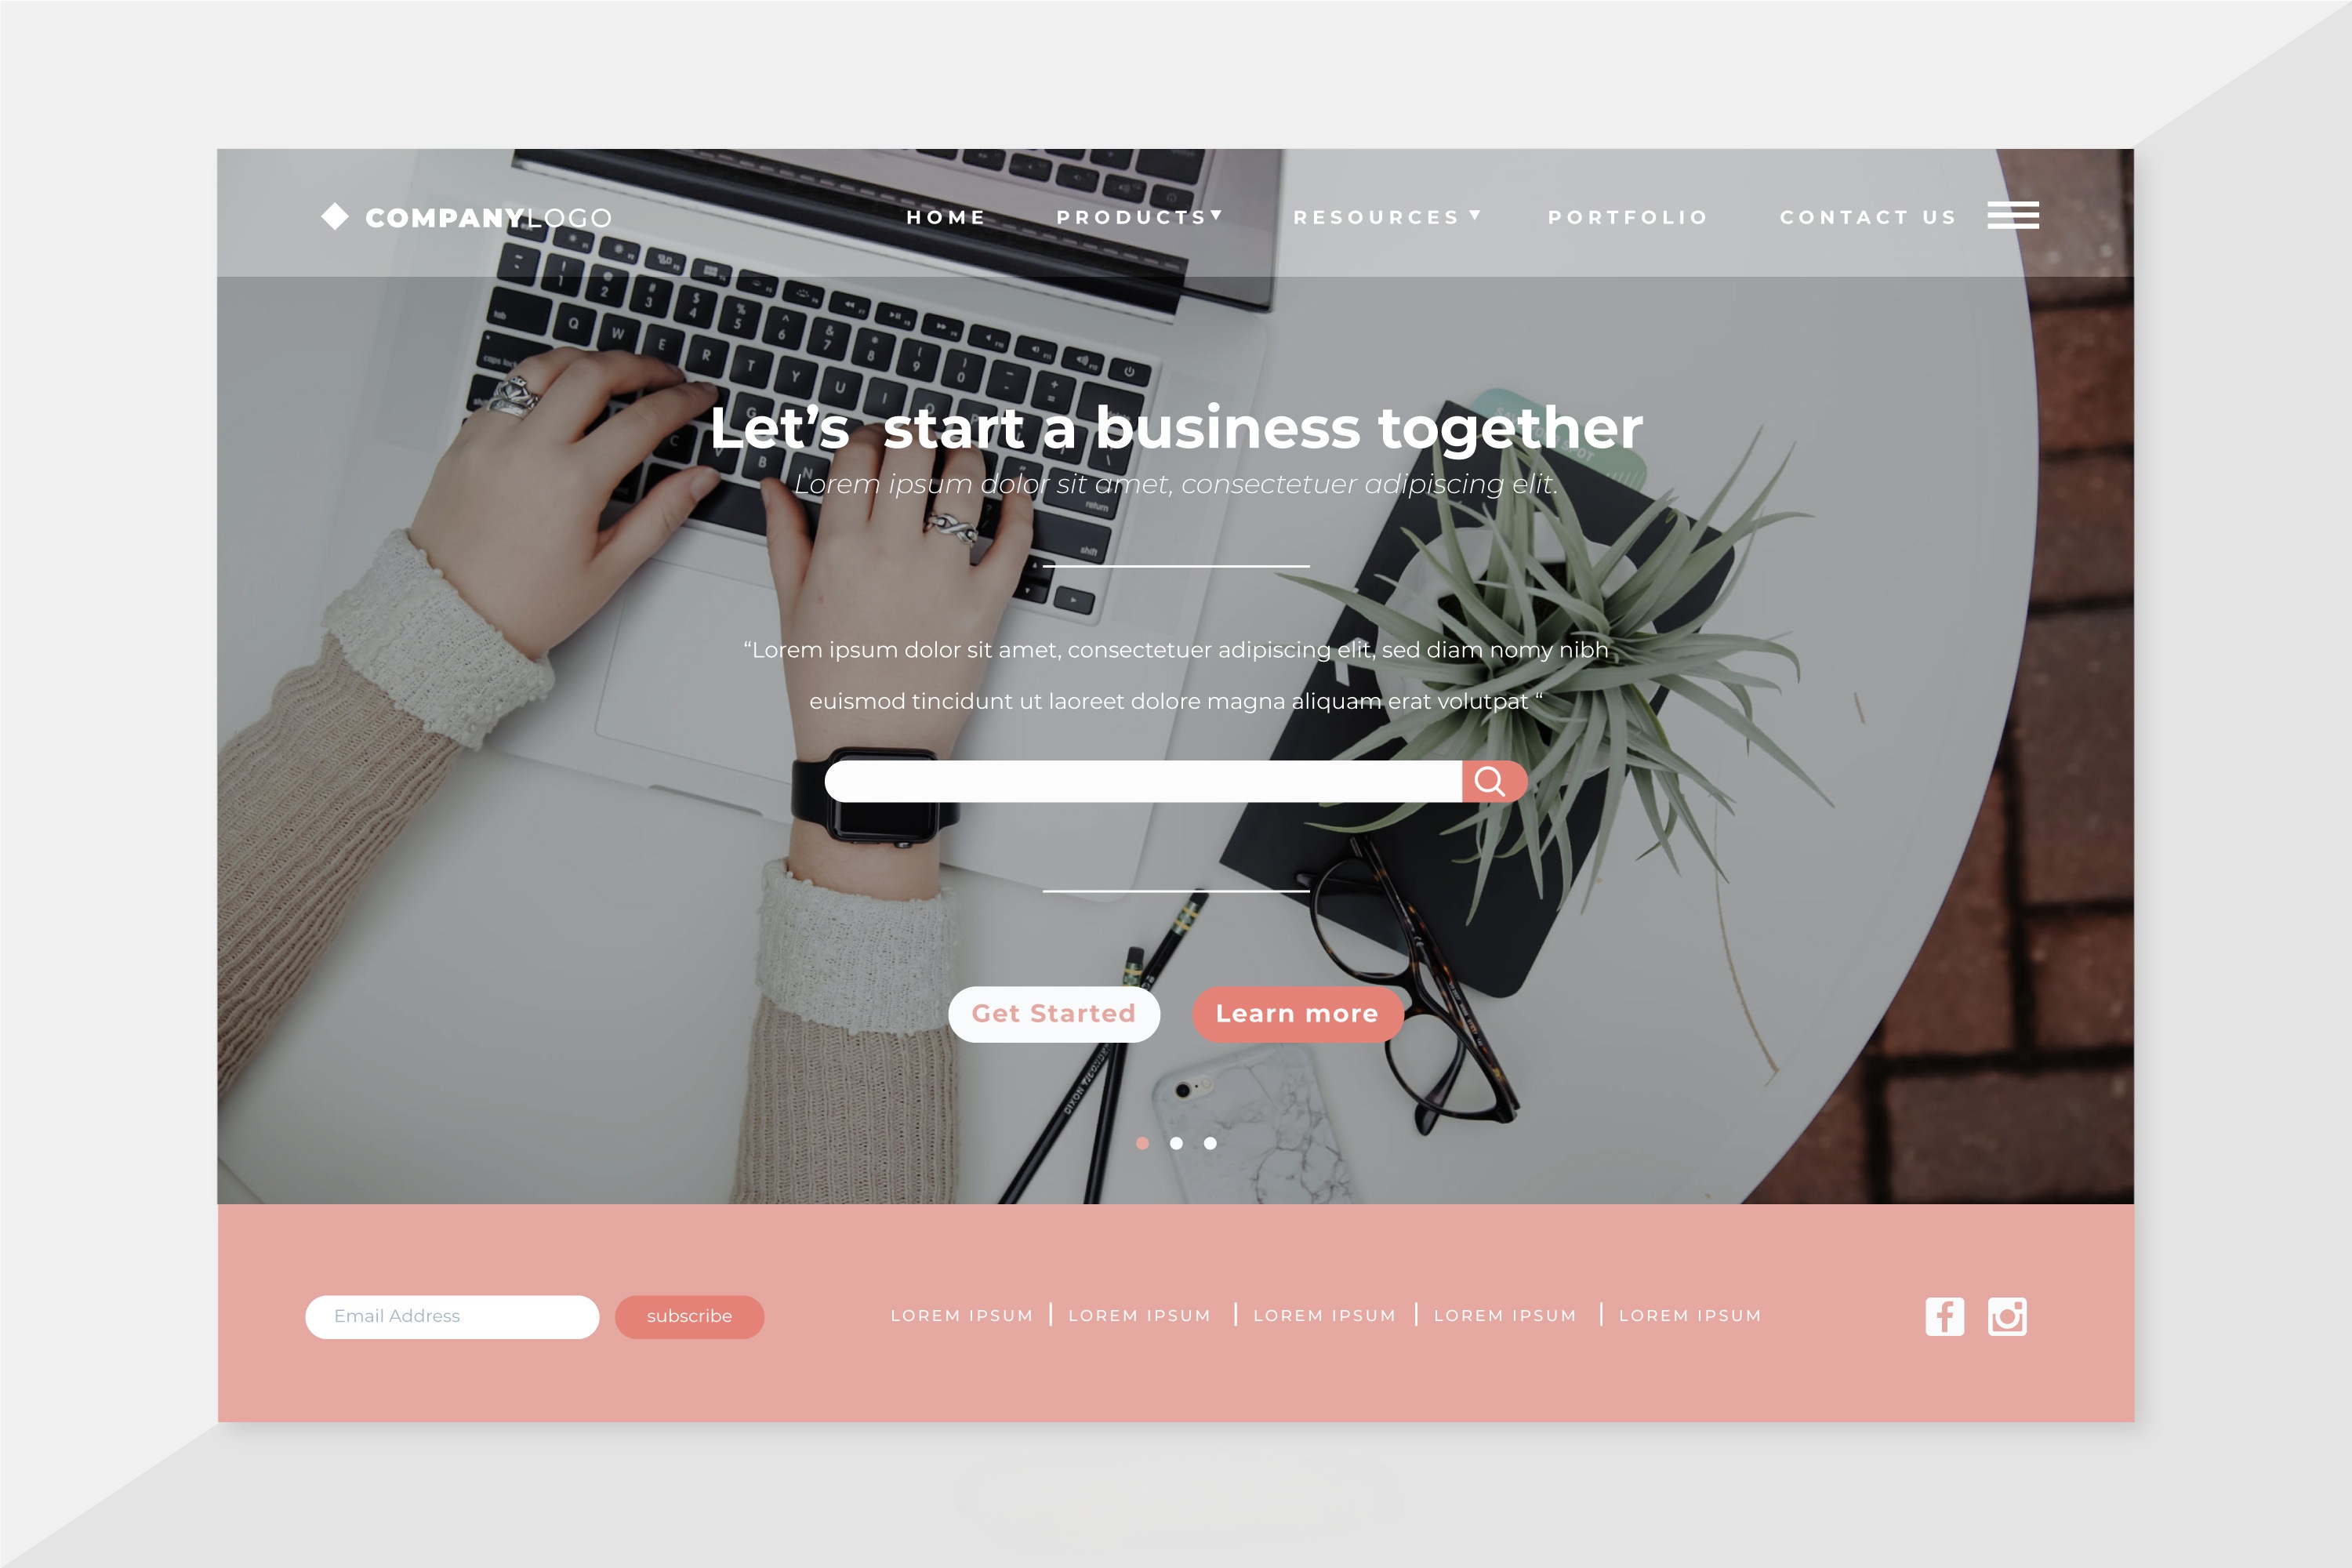 COMPANYLOGO
HOME PRODUCTS RESOURCES PORTFOLIO CONTACT US
Let’s start a business together
Lorem ipsum dolor sit amet, consectetuer adipiscing elit.
“Lorem ipsum dolor sit amet, consectetuer adipiscing elit, sed diam nomy nibh
euismod tincidunt ut laoreet dolore magna aliquam erat volutpat “
Get Started Learn more
Email Address subscribe LOREM IPSUM | LOREM IPSUM | LOREM IPSUM | LOREM IPSUM | LOREM IPSUM